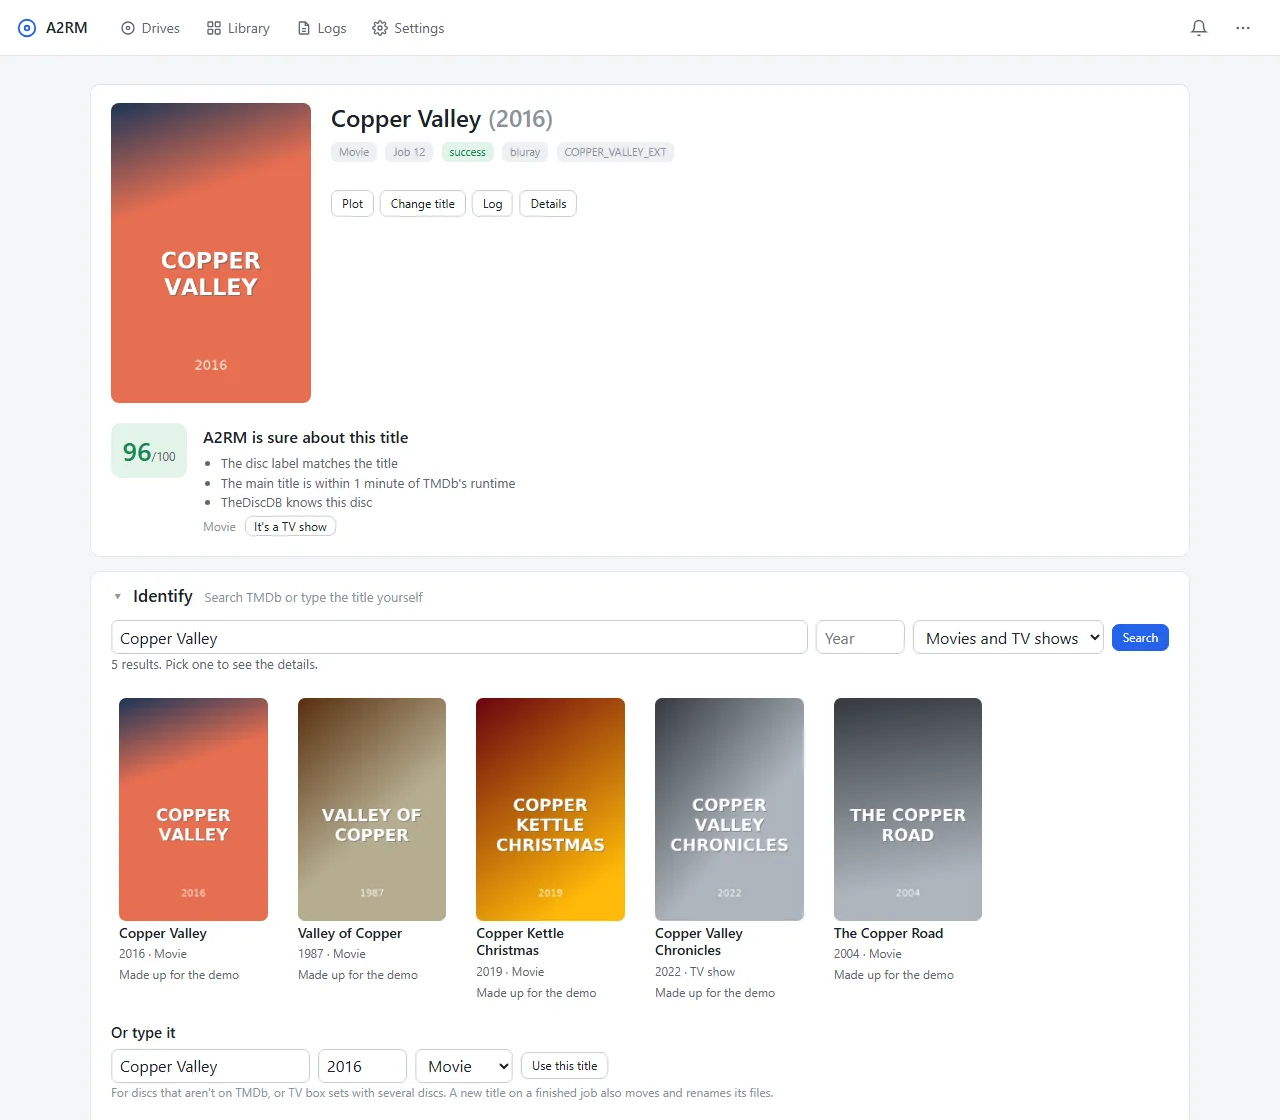 A2RM
Drives
Library
Logs
Settings
COPPER
VALLEY
2016
Copper Valley (2016)
Movie
Job 12
success
bluray
COPPER_VALLEY_EXT
Plot
Change title
Log
Details
96/100
A2RM is sure about this title
The disc label matches the title
The main title is within 1 minute of TMDb's runtime
TheDiscDB knows this disc
Movie
It's a TV show
Identify
Search TMDb or type the title yourself
Copper Valley
Year
Movies and TV shows
Search
5 results. Pick one to see the details.
COPPER
VALLEY
2016
Copper Valley
2016 · Movie
Made up for the demo
VALLEY OF
COPPER
1987
Valley of Copper
1987 · Movie
Made up for the demo
COPPER
KETTLE
CHRISTMAS
2019
Copper Kettle
Christmas
2019 · Movie
Made up for the demo
COPPER
VALLEY
CHRONICLES
2022
Copper Valley
Chronicles
2022 · TV show
Made up for the demo
THE COPPER
ROAD
2004
The Copper Road
2004 · Movie
Made up for the demo
Or type it
Copper Valley
2016
Movie
Use this title
For discs that aren't on TMDb, or TV box sets with several discs. A new title on a finished job also moves and renames its files.